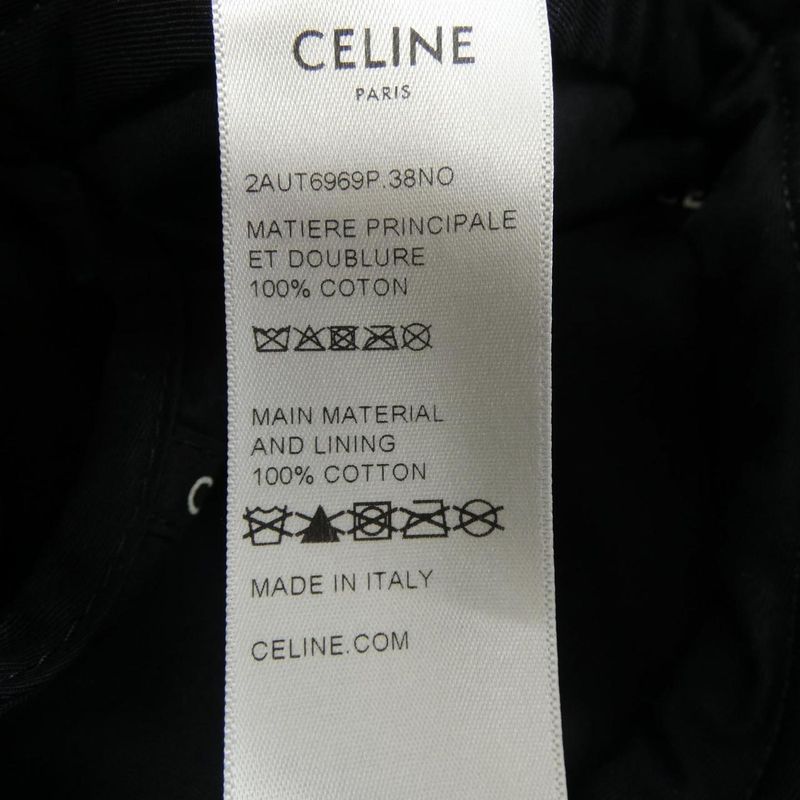 CELINE
PARIS
2AUT6969P.38NO
MATIERE PRINCIPALE
ET DOUBLURE
100% COTON
MAIN MATERIAL
AND LINING
100% COTTON
MADE IN ITALY
CELINE.COM